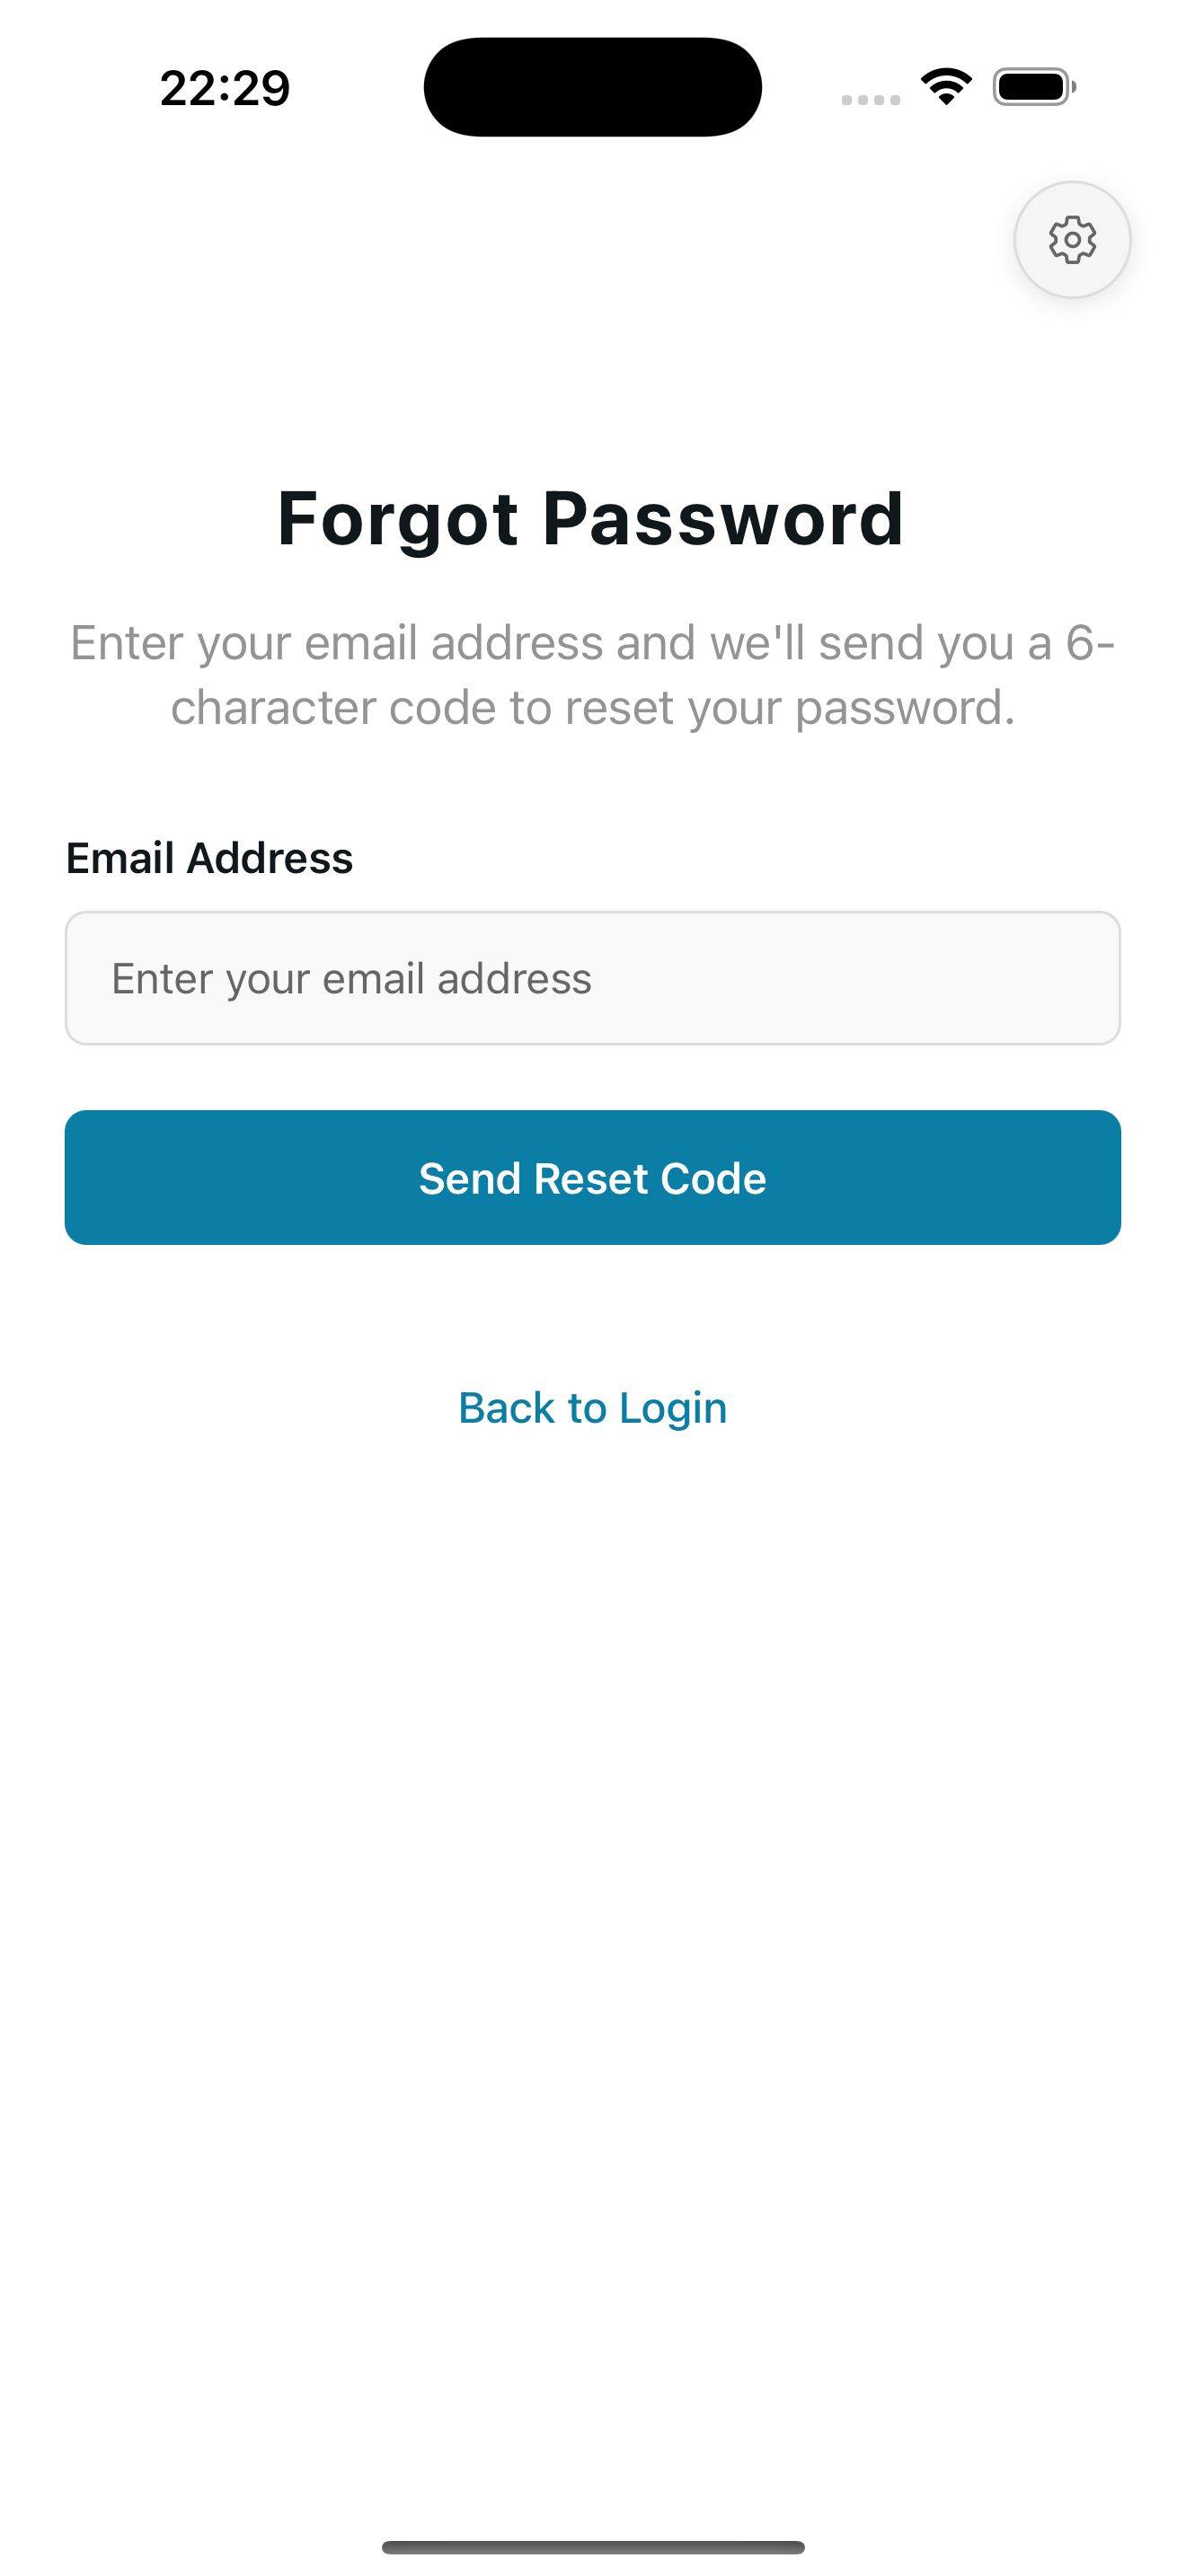 22:29
Forgot Password
Enter your email address and we'll send you a 6-
character code to reset your password.
Email Address
Enter your email address
Send Reset Code
Back to Login